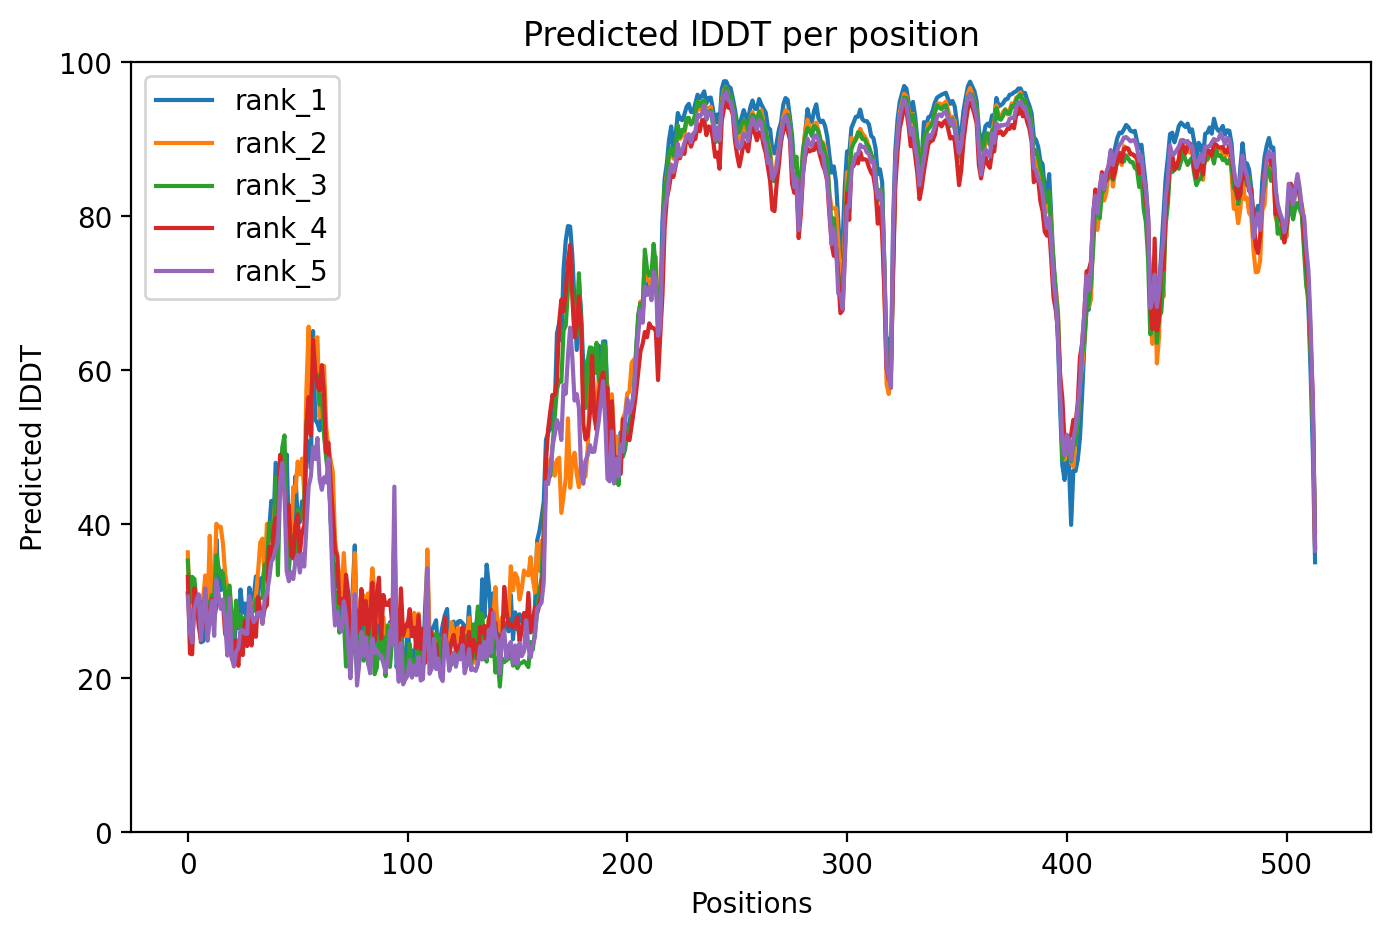 Predicted lDDT per position
100
80
60
40
20
0
Predicted lDDT
rank_1
rank_2
rank_3
rank_4
rank_5
0 100 200 300 400 500
Positions